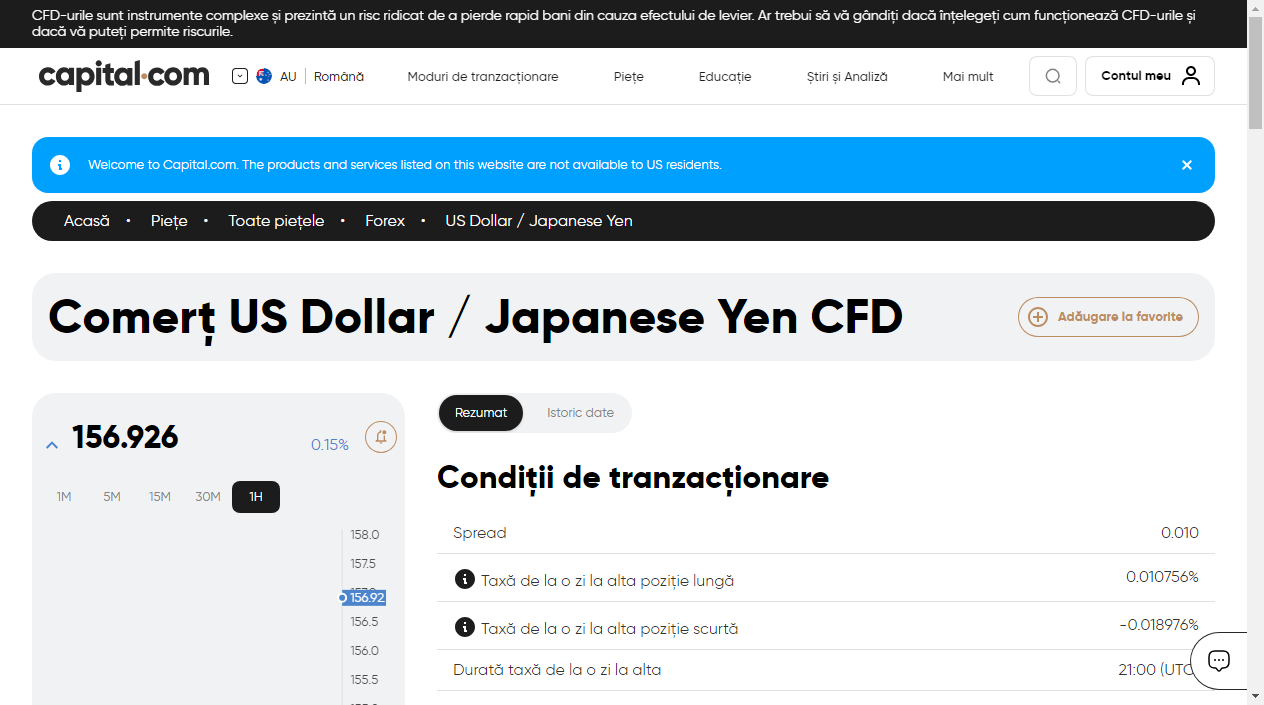 CFD-urile sunt instrumente complexe și prezintă un risc ridicat de a pierde rapid bani din cauza efectului de levier. Ar trebui să vă gândiți dacă înțelegeți cum funcționează CFD-urile și
dacă vă puteți permite riscurile.
capital.com AU Română Moduri de tranzacționare Piețe Educație Știri și Analiză Mai mult Contul meu
Welcome to Capital.com. The products and services listed on this website are not available to US residents.
Acasă • Piețe • Toate piețele • Forex • US Dollar / Japanese Yen
Comerț US Dollar / Japanese Yen CFD
Adăugare la favorite
156.926 0.15%
1M 5M 15M 30M 1H
158.0
157.5
156.92
156.5
156.0
155.5
Rezumat Istoric date
Condiții de tranzacționare
Spread 0.010
Taxă de la o zi la alta poziție lungă 0.010756%
Taxă de la o zi la alta poziție scurtă -0.018976%
Durată taxă de la o zi la alta 21:00 (UTC